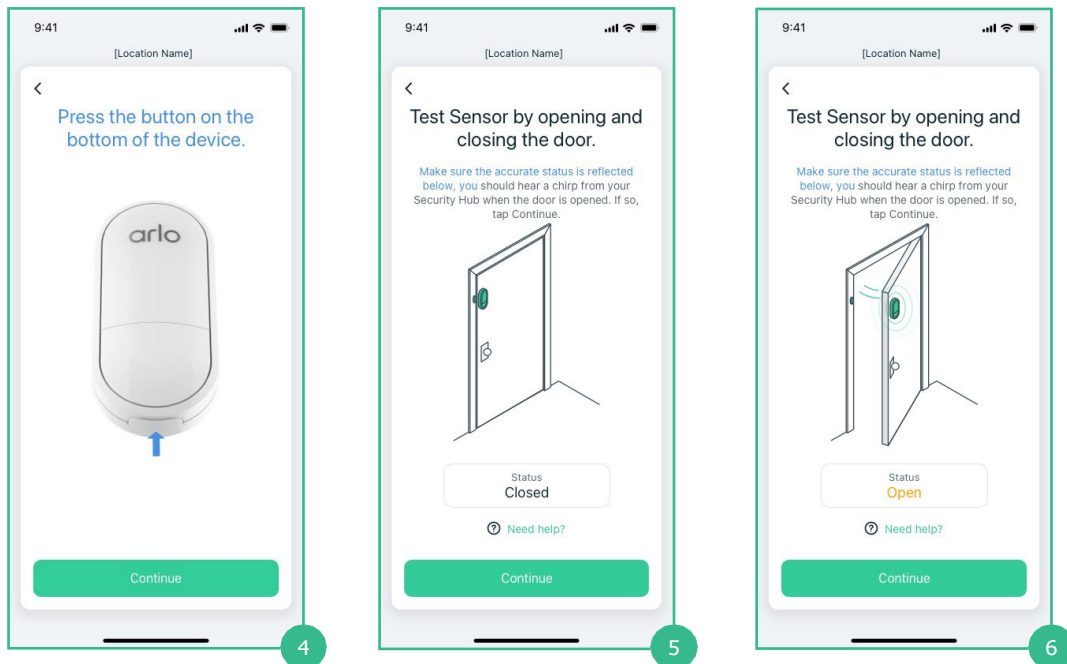 9:41
[Location Name]
Press the button on the
bottom of the device.
arlo
Continue
4
9:41
[Location Name]
Test Sensor by opening and
closing the door.
Make sure the accurate status is reflected
below, you should hear a chirp from your
Security Hub when the door is opened. If so,
tap Continue.
Status
Closed
? Need help?
Continue
5
9:41
[Location Name]
Test Sensor by opening and
closing the door.
Make sure the accurate status is reflected
below, you should hear a chirp from your
Security Hub when the door is opened. If so,
tap Continue.
Status
Open
? Need help?
Continue
6